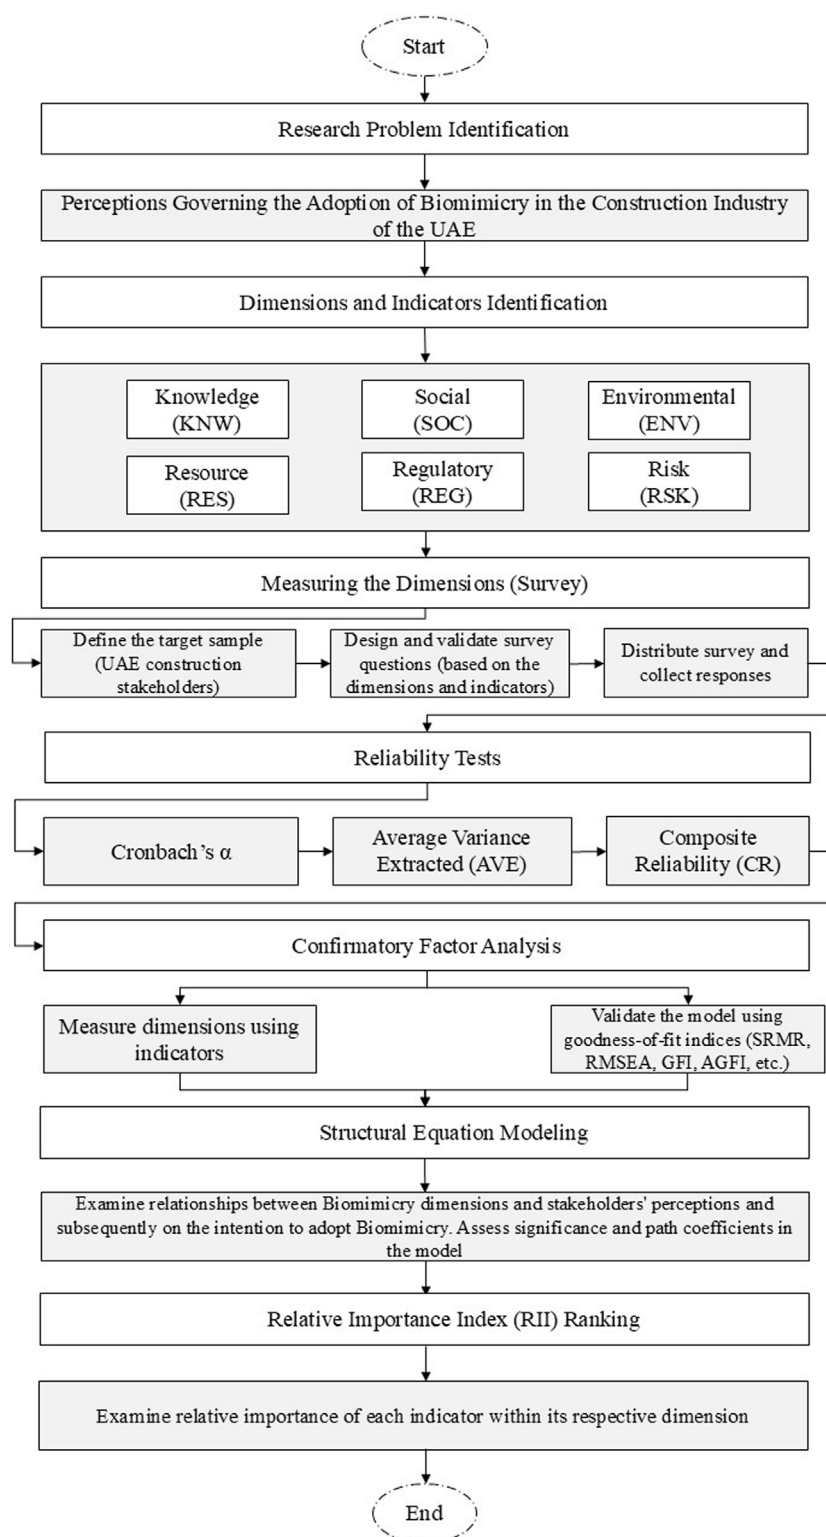 Start
Research Problem Identification
Perceptions Governing the Adoption of Biomimicry in the Construction Industry
of the UAE
Dimensions and Indicators Identification
Knowledge
(KNW)
Social
(SOC)
Environmental
(ENV)
Resource
(RES)
Regulatory
(REG)
Risk
(RSK)
Measuring the Dimensions (Survey)
Define the target sample
(UAE construction
stakeholders)
Design and validate survey
questions (based on the
dimensions and indicators)
Distribute survey and
collect responses
Reliability Tests
Cronbach’s α
Average Variance
Extracted (AVE)
Composite
Reliability (CR)
Confirmatory Factor Analysis
Measure dimensions using
indicators
Validate the model using
goodness-of-fit indices (SRMR,
RMSEA, GFI, AGFI, etc.)
Structural Equation Modeling
Examine relationships between Biomimicry dimensions and stakeholders' perceptions and
subsequently on the intention to adopt Biomimicry. Assess significance and path coefficients in
the model
Relative Importance Index (RII) Ranking
Examine relative importance of each indicator within its respective dimension
End